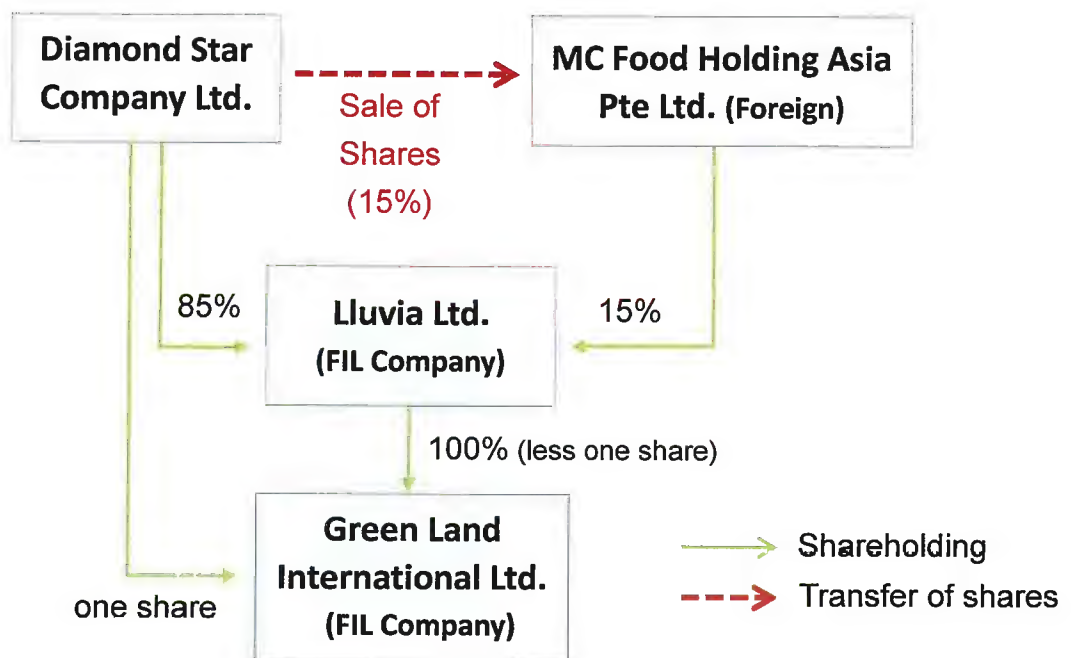 Diamond Star
Company Ltd.
MC Food Holding Asia
Pte Ltd. (Foreign)
Sale of
Shares
(15%)
85%
Lluvia Ltd.
(FIL Company)
15%
100% (less one share)
Green Land
International Ltd.
(FIL Company)
one share
Shareholding
Transfer of shares